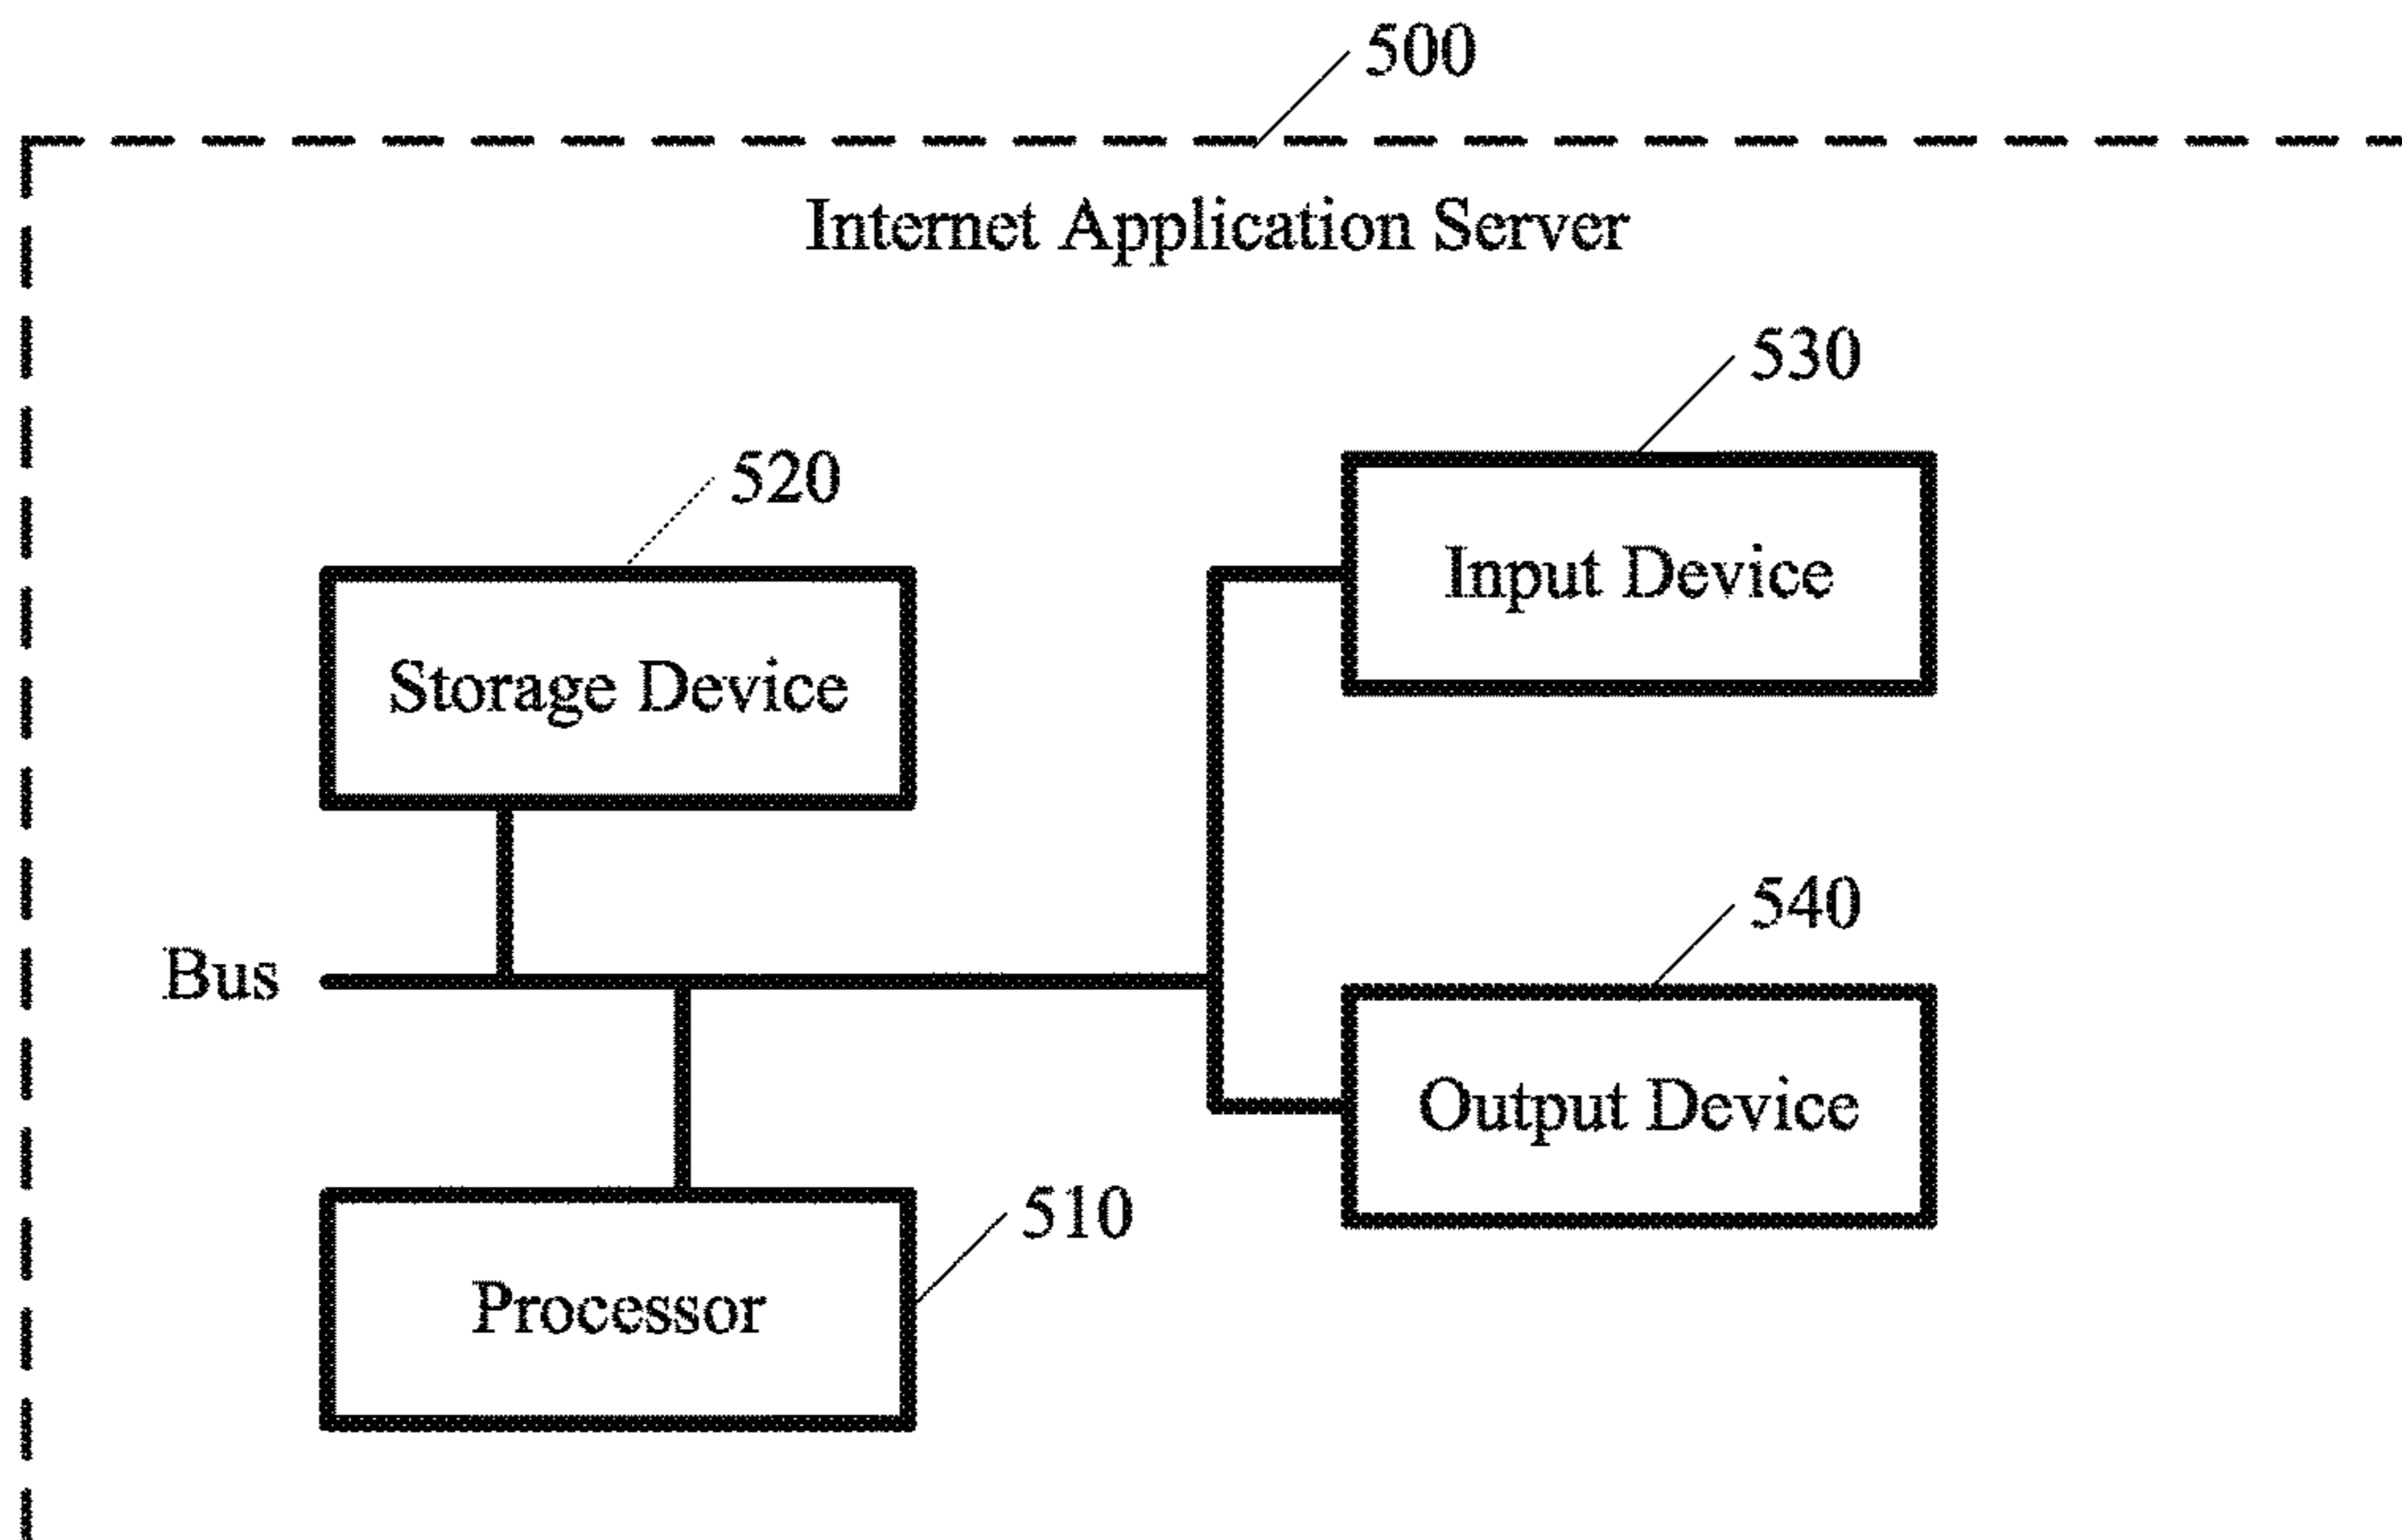 500
Internet Application Server
530
520
Input Device
Storage Device
540
Bus
Output Device
510
Processor